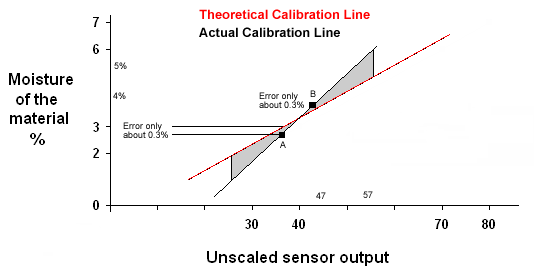 Theoretical Calibration Line
Actual Calibration Line
7
6
5%
4%
Moisture
of the
material
%
Error only
about 0.3%
B
Error only
about 0.3%
A
3
2
0
47
57
30
40
70
80
Unscaled sensor output